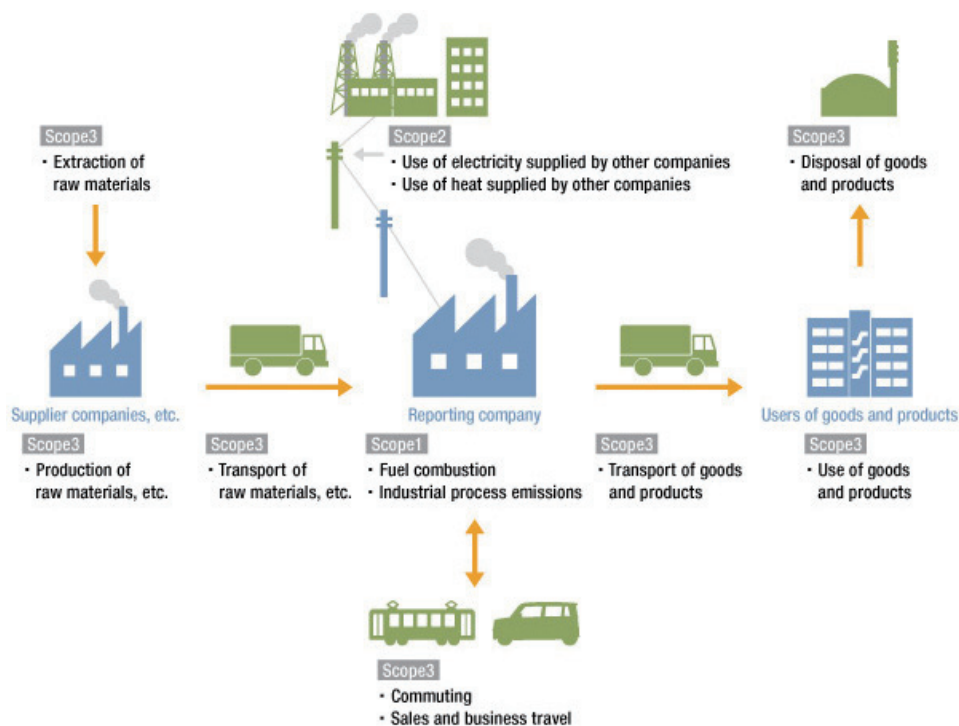 Scope3
・Extraction of
raw materials
Scope2
・Use of electricity supplied by other companies
・Use of heat supplied by other companies
Scope3
・Disposal of goods
and products
Supplier companies, etc.
Scope3
・Production of
raw materials, etc.
Scope3
・Transport of
raw materials, etc.
Reporting company
Scope1
・Fuel combustion
・Industrial process emissions
Scope3
・Transport of goods
and products
Users of goods and products
Scope3
・Use of goods
and products
Scope3
・Commuting
・Sales and business travel